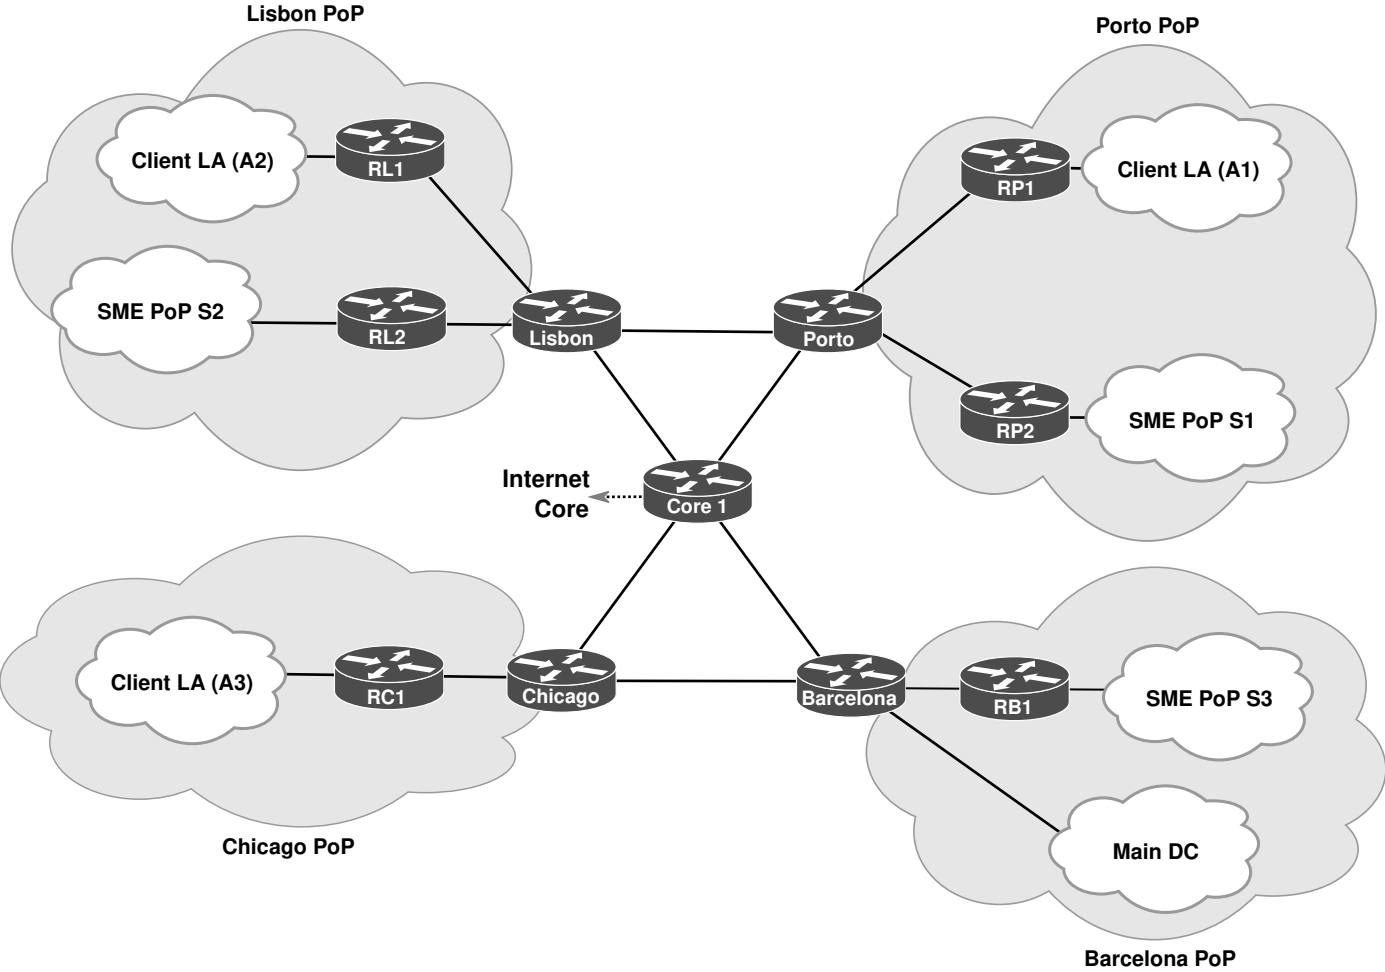 Lisbon PoP
Porto PoP
Client LA (A2)
RL1
RP1
Client LA (A1)
SME PoP S2
RL2
Lisbon
Porto
RP2
SME PoP S1
Internet
Core
Core 1
Client LA (A3)
RC1
Chicago
Barcelona
RB1
SME PoP S3
Chicago PoP
Main DC
Barcelona PoP